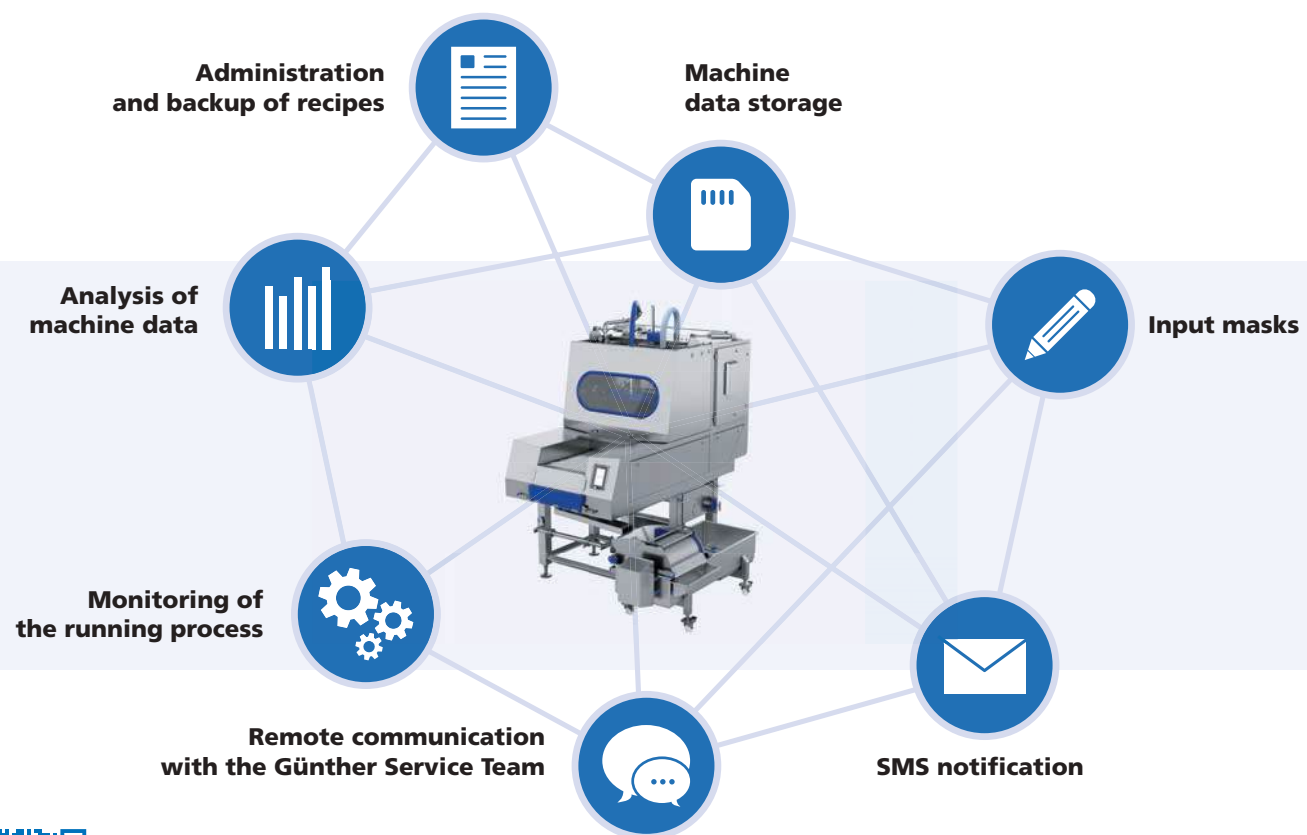 Administration
and backup of recipes
Machine
data storage
Analysis of
machine data
Input masks
Monitoring of
the running process
Remote communication
with the Günther Service Team
SMS notification